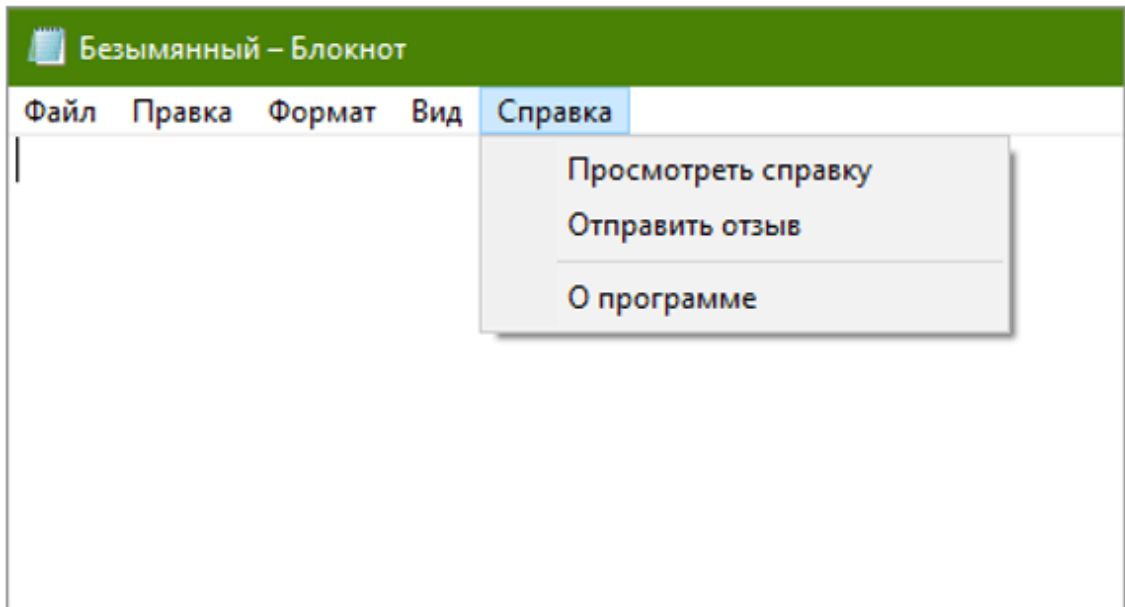 Безымянный – Блокнот
Файл Правка Формат Вид Справка
Просмотреть справку
Отправить отзыв
О программе